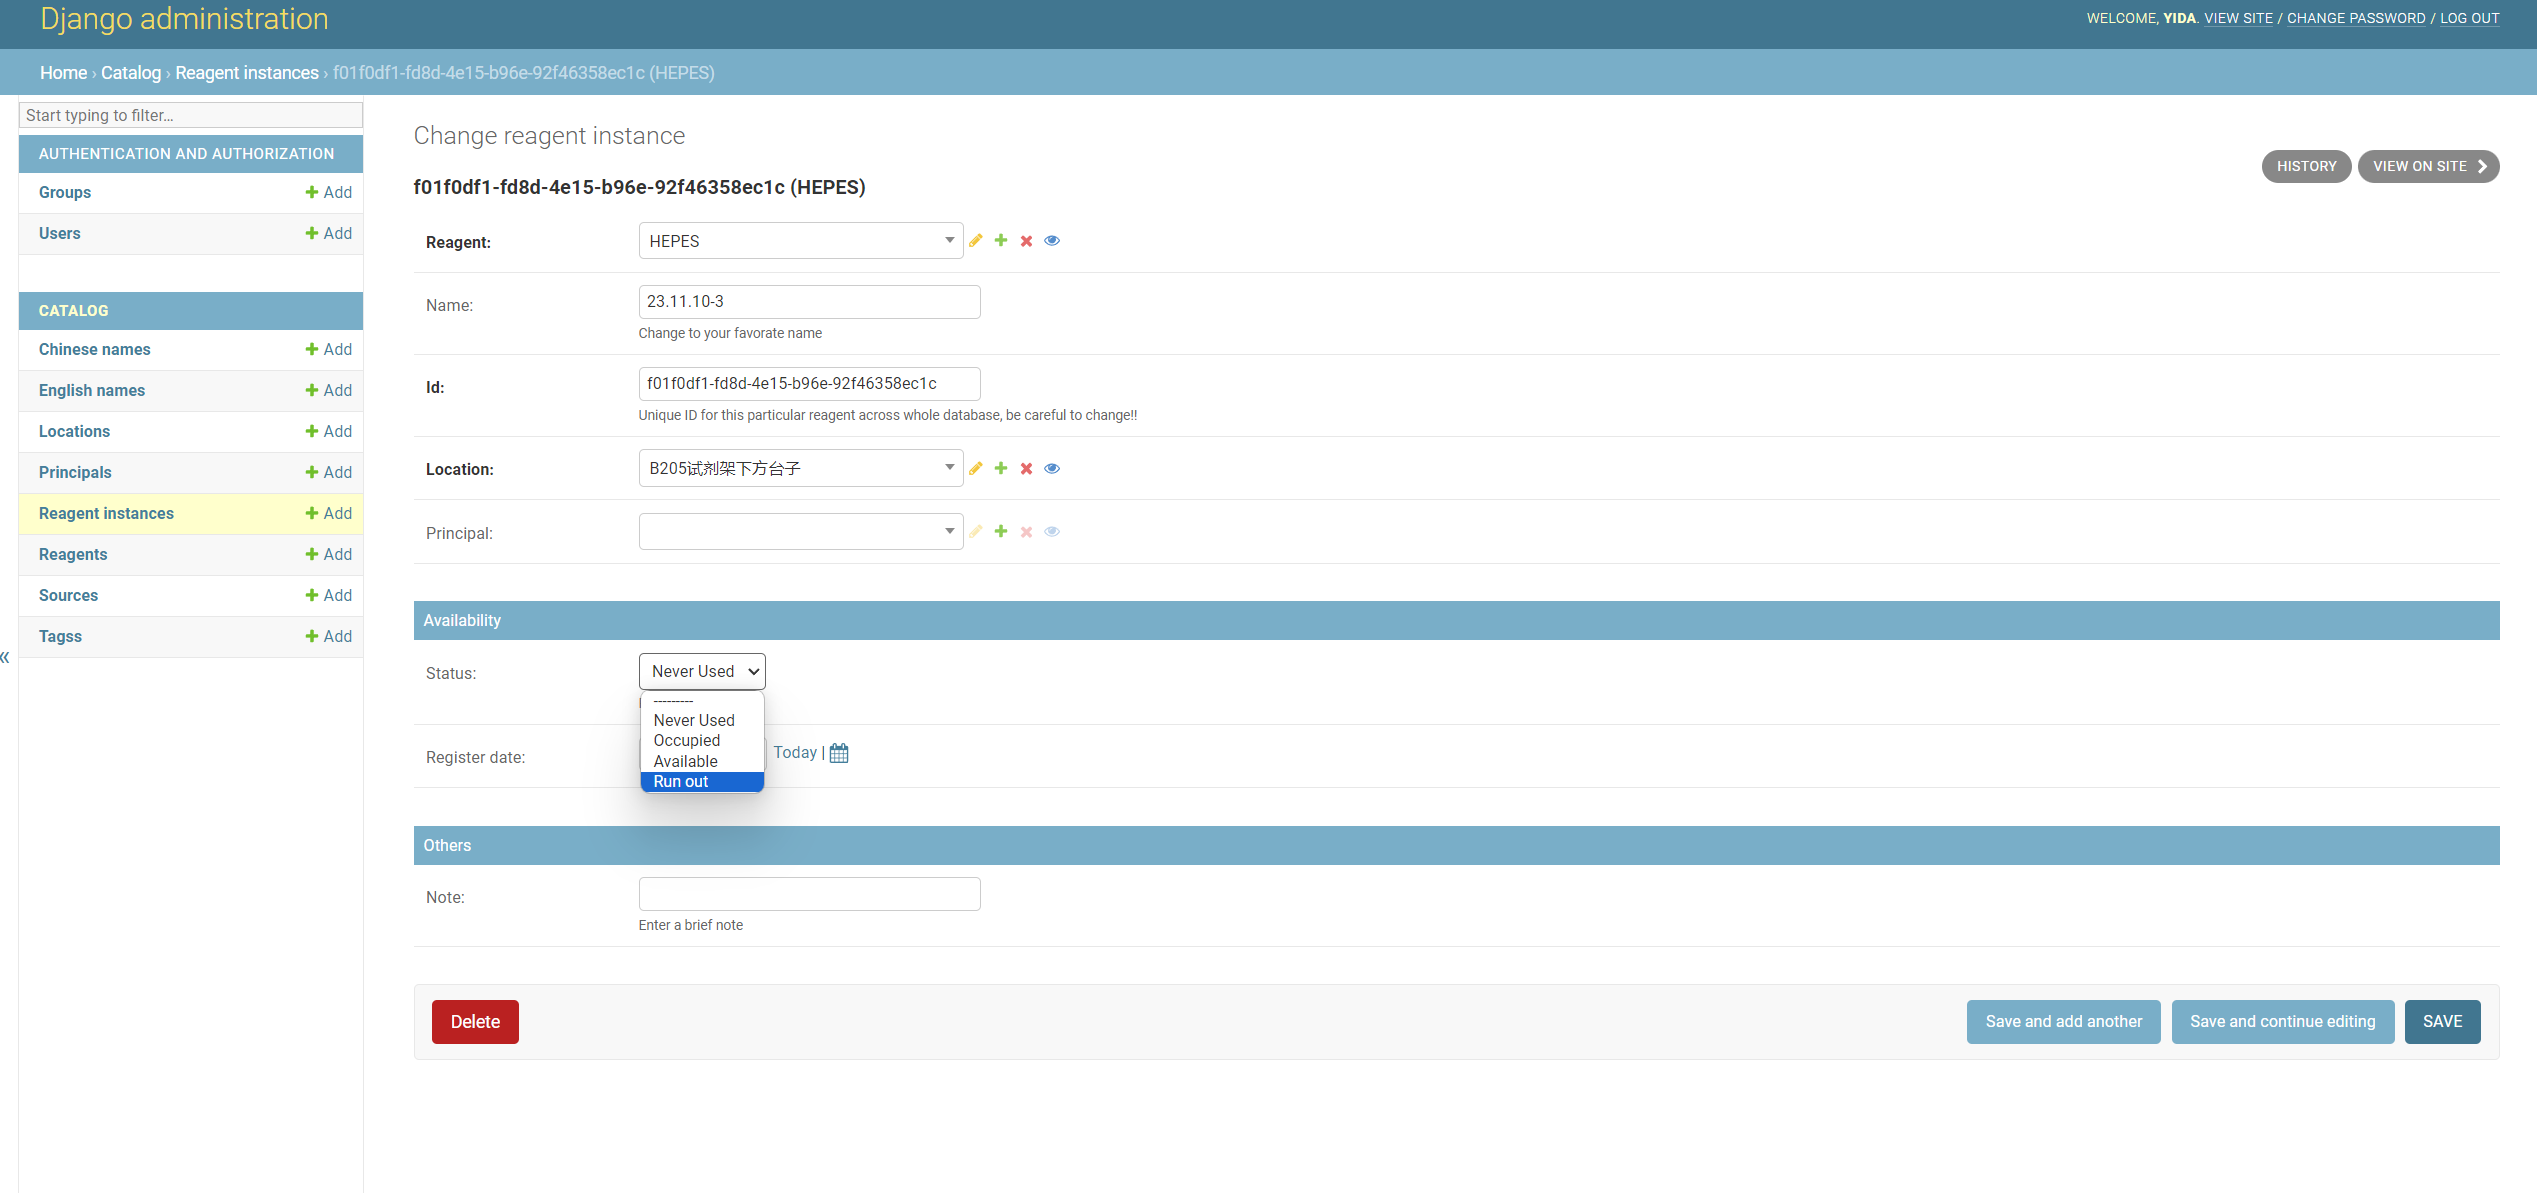 Django administration
WELCOME, YIDA. VIEW SITE / CHANGE PASSWORD / LOG OUT
Home › Catalog › Reagent instances › f01f0df1-fd8d-4e15-b96e-92f46358ec1c (HEPES)
Start typing to filter...
AUTHENTICATION AND AUTHORIZATION
Groups Add
Users Add
CATALOG
Chinese names Add
English names Add
Locations Add
Principals Add
Reagent instances Add
Reagents Add
Sources Add
Tagss Add
«
Change reagent instance
HISTORY VIEW ON SITE
f01f0df1-fd8d-4e15-b96e-92f46358ec1c (HEPES)
Reagent: HEPES
Name: 23.11.10-3
Change to your favorate name
Id: f01f0df1-fd8d-4e15-b96e-92f46358ec1c
Unique ID for this particular reagent across whole database, be careful to change!!
Location: B205试剂架下方台子
Principal:
Availability
Status: Never Used
---------
Never Used
Occupied
Available
Run out
Register date: Today |
Others
Note:
Enter a brief note
Delete Save and add another Save and continue editing SAVE